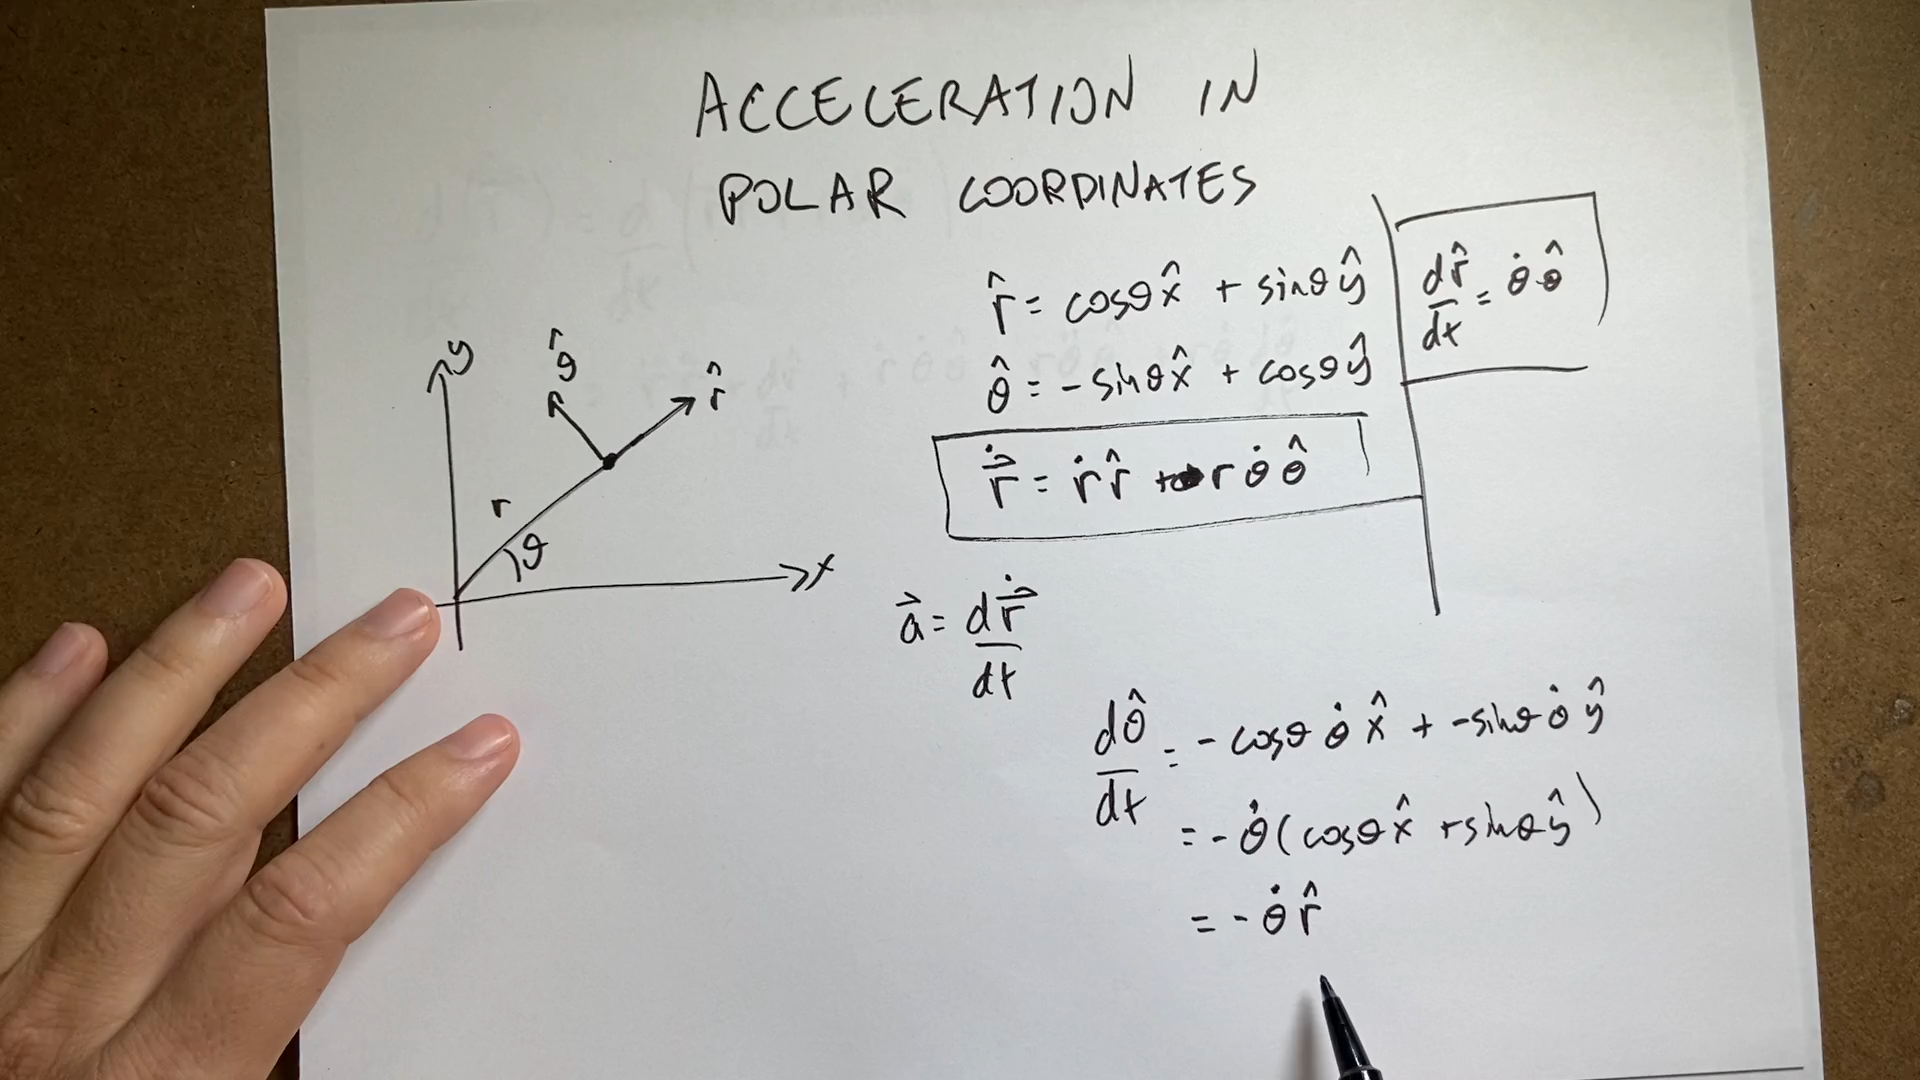 ACCELERATION IN
POLAR COORDINATES
r̂ = cosθ x̂ + sinθ ŷ
θ̂ = - sinθ x̂ + cosθ ŷ
dr̂/dt = θ̇ θ̂
r⃗̇ = ṙ r̂ + r θ̇ θ̂
y
θ̂
r̂
r
θ
x
a⃗ = dr⃗̇/dt
dθ̂/dt = - cosθ θ̇ x̂ + -sinθ θ̇ ŷ
= - θ̇ (cosθ x̂ + sinθ ŷ)
= - θ̇ r̂